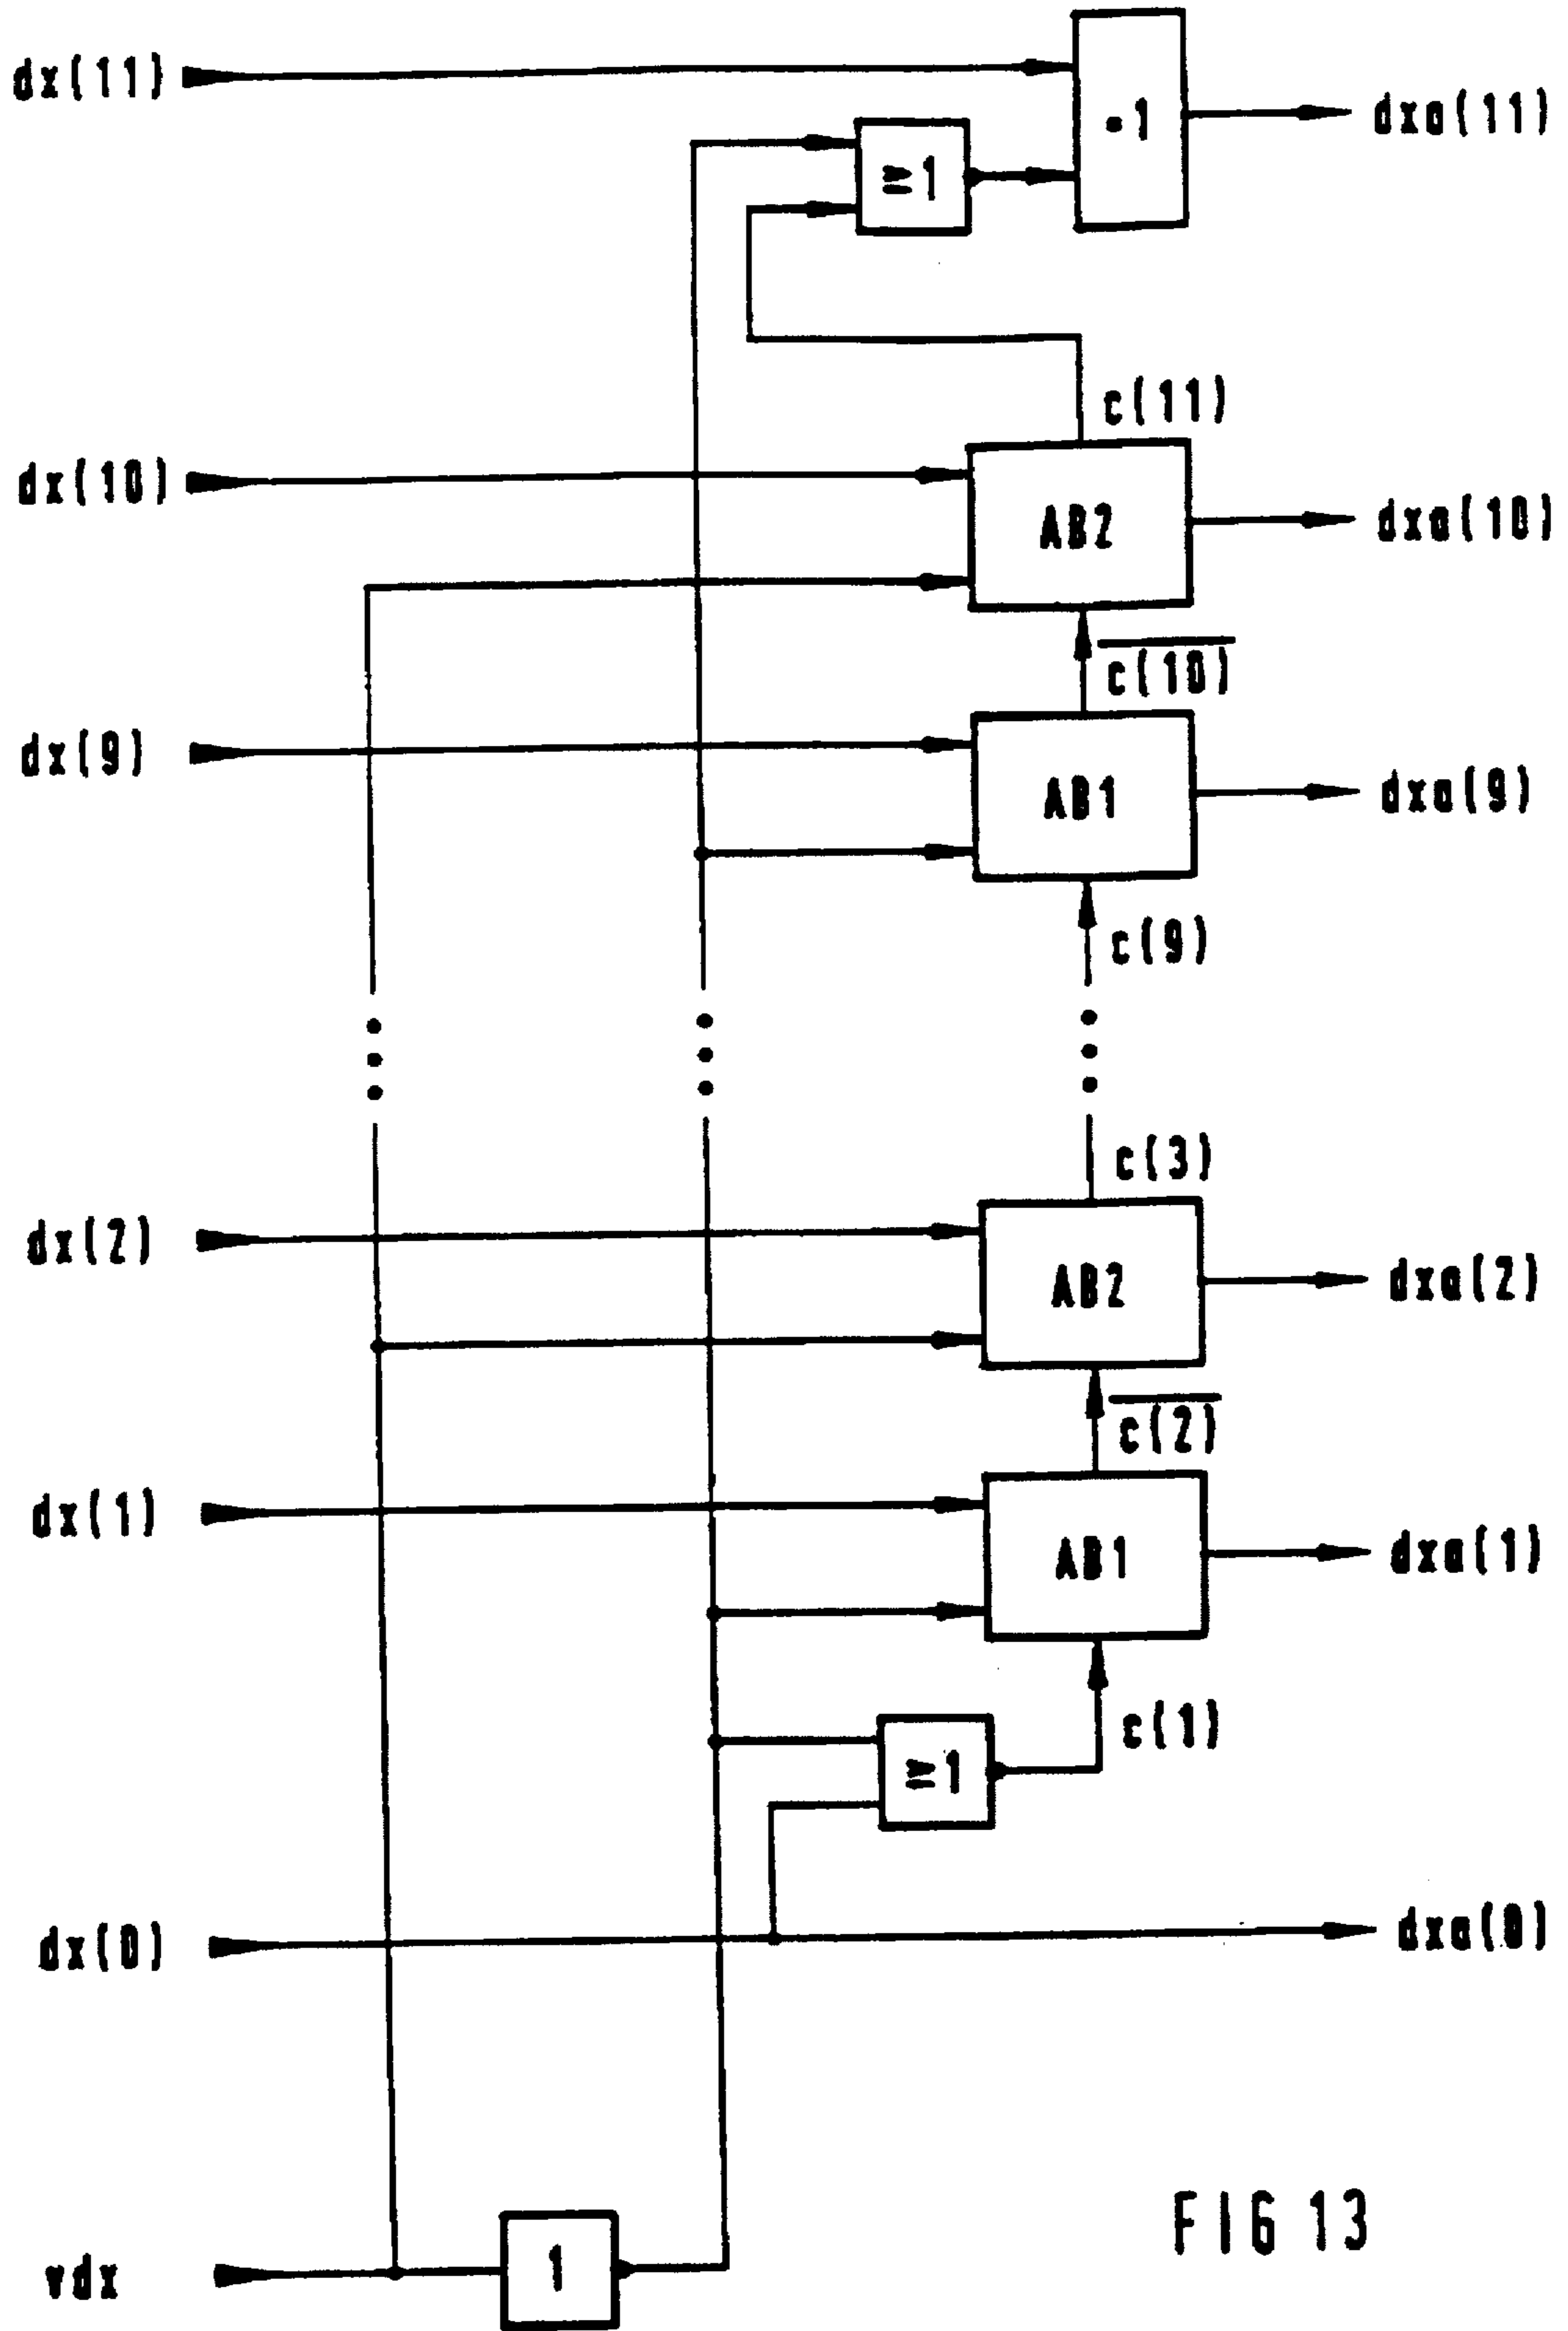 dx(11)
=1
dxa(11)
≥1
c(11)
dx(10)
AB2
dxa(10)
c(10)
dx(9)
AB1
dxa(9)
c(9)
c(3)
dx(2)
AB2
dxa(2)
c(2)
dx(1)
AB1
dxa(1)
c(1)
≥1
dx(0)
dxa(0)
vdx
1
FIG 13